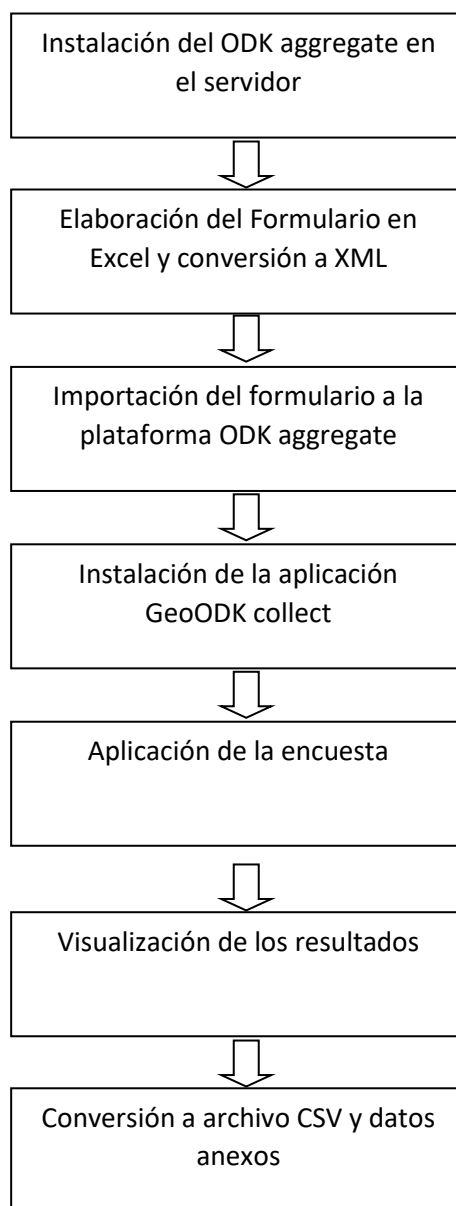 Instalación del ODK aggregate en
el servidor
Elaboración del Formulario en
Excel y conversión a XML
Importación del formulario a la
plataforma ODK aggregate
Instalación de la aplicación
GeoODK collect
Aplicación de la encuesta
Visualización de los resultados
Conversión a archivo CSV y datos
anexos